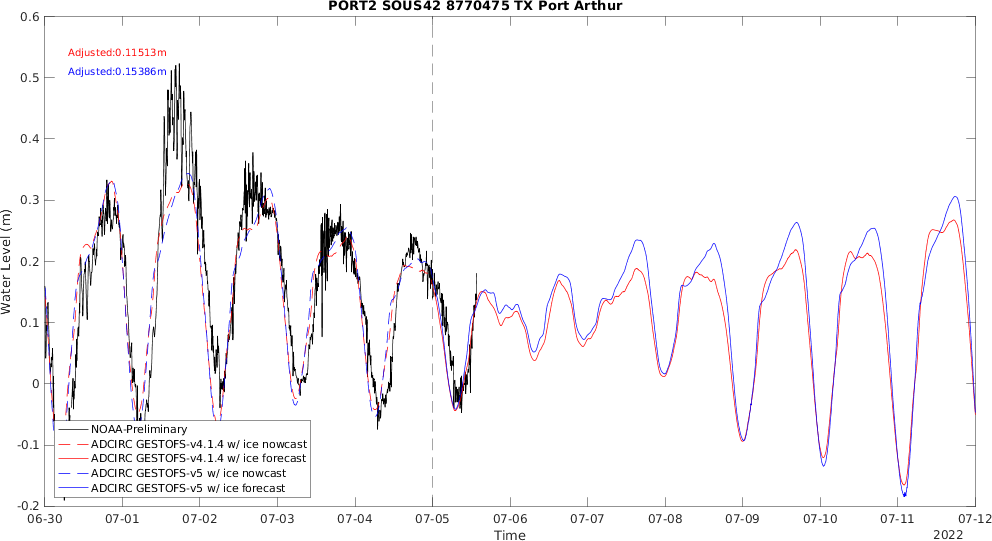 PORT2 SOUS42 8770475 TX Port Arthur
Adjusted:0.11513m
Adjusted:0.15386m
Water Level (m)
0.6
0.5
0.4
0.3
0.2
0.1
0
-0.1
-0.2
NOAA-Preliminary
ADCIRC GESTOFS-v4.1.4 w/ ice nowcast
ADCIRC GESTOFS-v4.1.4 w/ ice forecast
ADCIRC GESTOFS-v5 w/ ice nowcast
ADCIRC GESTOFS-v5 w/ ice forecast
06-30 07-01 07-02 07-03 07-04 07-05 07-06 07-07 07-08 07-09 07-10 07-11 07-12
Time
2022